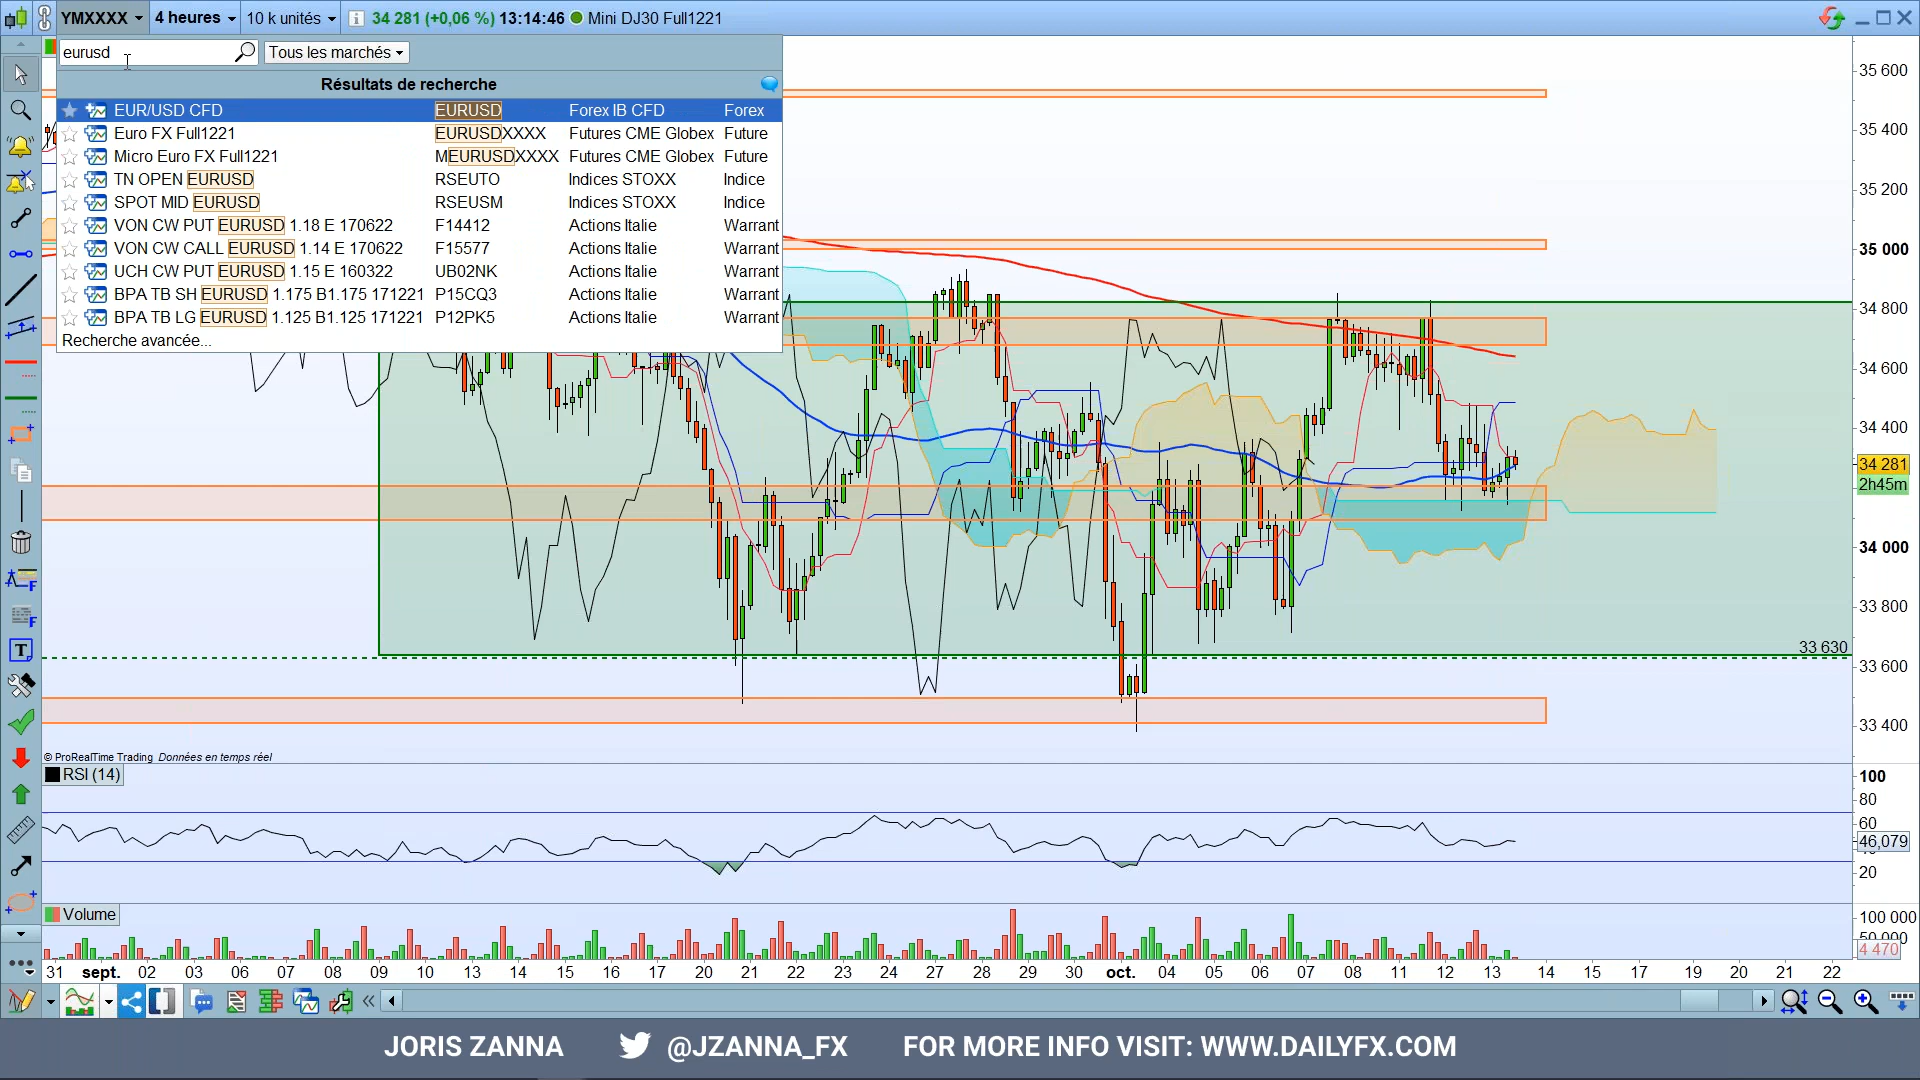 YMXXXX 4 heures 10 k unités 34 281 (+0,06 %) 13:14:46 Mini DJ30 Full1221
eurusd Tous les marchés
Résultats de recherche
EUR/USD CFD EURUSD Forex IB CFD Forex
Euro FX Full1221 EURUSDXXXX Futures CME Globex Future
Micro Euro FX Full1221 MEURUSDXXXX Futures CME Globex Future
TN OPEN EURUSD RSEUTO Indices STOXX Indice
SPOT MID EURUSD RSEUSM Indices STOXX Indice
VON CW PUT EURUSD 1.18 E 170622 F14412 Actions Italie Warrant
VON CW CALL EURUSD 1.14 E 170622 F15577 Actions Italie Warrant
UCH CW PUT EURUSD 1.15 E 160322 UB02NK Actions Italie Warrant
BPA TB SH EURUSD 1.175 B1.175 171221 P15CQ3 Actions Italie Warrant
BPA TB LG EURUSD 1.125 B1.125 171221 P12PK5 Actions Italie Warrant
Recherche avancée...
35 600
35 400
35 200
35 000
34 800
34 600
34 400
34 281
2h45m
34 000
33 800
33 630
33 600
33 400
© ProRealTime Trading Données en temps réel
RSI (14)
100
80
60
46,079
20
Volume
100 000
50 000
4 470
31 sept. 02 03 06 07 08 09 10 13 14 15 16 17 20 21 22 23 24 27 28 29 30 oct. 04 05 06 07 08 11 12 13 14 15 17 19 20 21 22
JORIS ZANNA @JZANNA_FX FOR MORE INFO VISIT: WWW.DAILYFX.COM